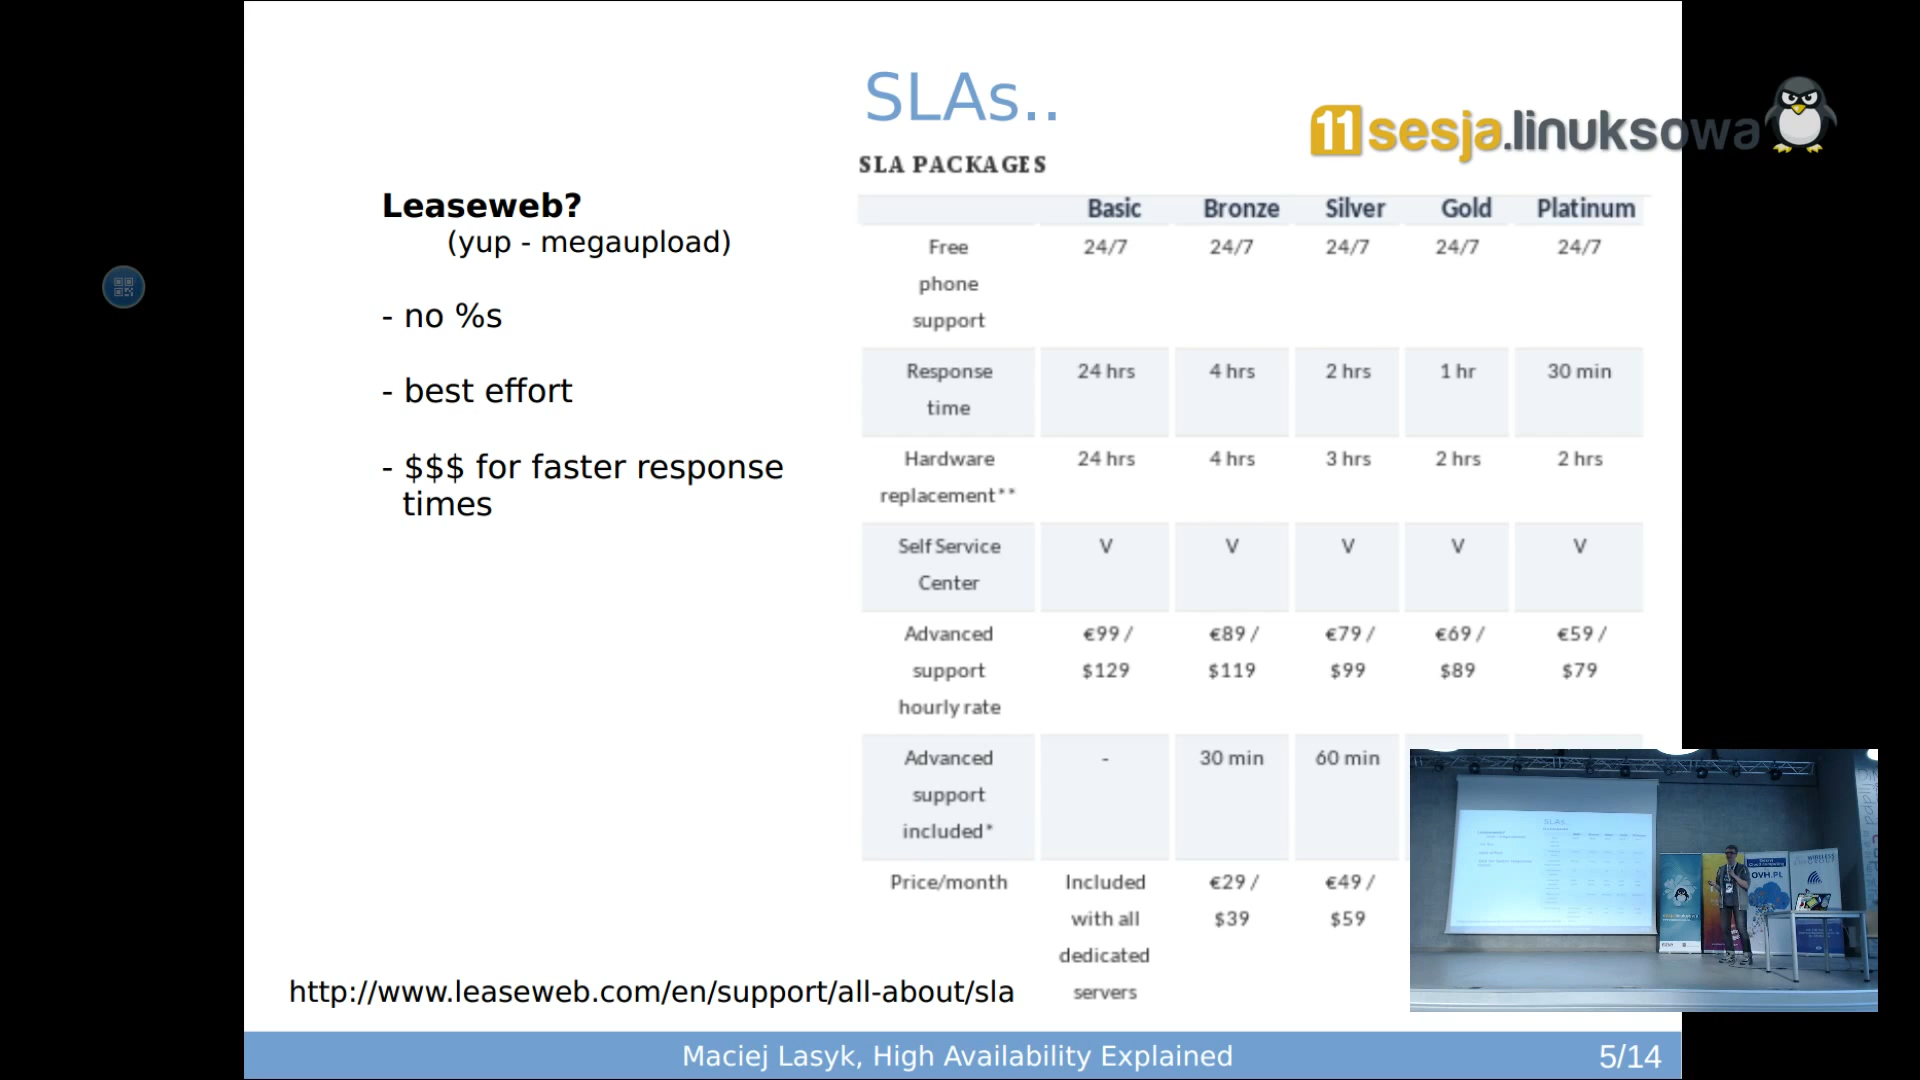 SLAs..
11 sesja.linuksowa
SLA PACKAGES
Leaseweb?
(yup - megaupload)
- no %s
- best effort
- $$$ for faster response
times
Basic Bronze Silver Gold Platinum
Free phone support 24/7 24/7 24/7 24/7 24/7
Response time 24 hrs 4 hrs 2 hrs 1 hr 30 min
Hardware replacement** 24 hrs 4 hrs 3 hrs 2 hrs 2 hrs
Self Service Center V V V V V
Advanced support hourly rate €99 / $129 €89 / $119 €79 / $99 €69 / $89 €59 / $79
Advanced support included* - 30 min 60 min
Price/month Included with all dedicated servers €29 / $39 €49 / $59
http://www.leaseweb.com/en/support/all-about/sla
OVH.PL
Maciej Lasyk, High Availability Explained
5/14